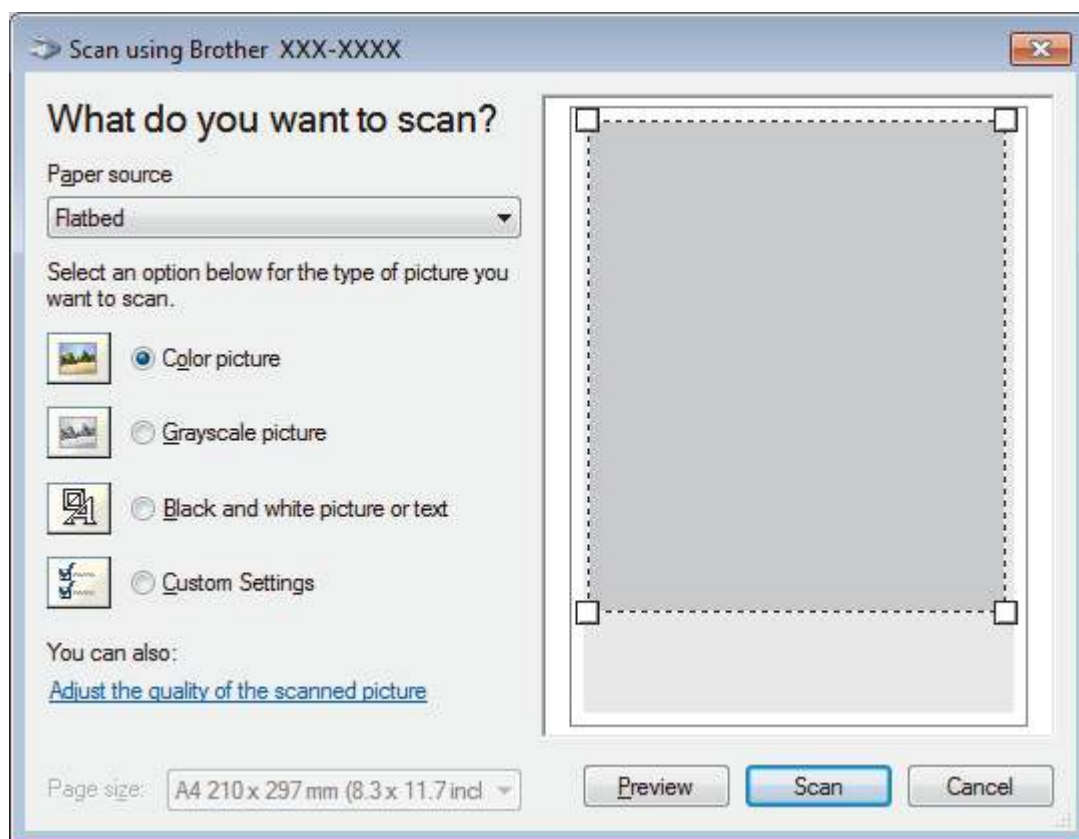 Scan using Brother XXX-XXXX
What do you want to scan?
Paper source
Flatbed
Select an option below for the type of picture you
want to scan.
Color picture
Grayscale picture
Black and white picture or text
Custom Settings
You can also:
Adjust the quality of the scanned picture
Page size: A4 210 x 297 mm (8.3 x 11.7 incl
Preview Scan Cancel